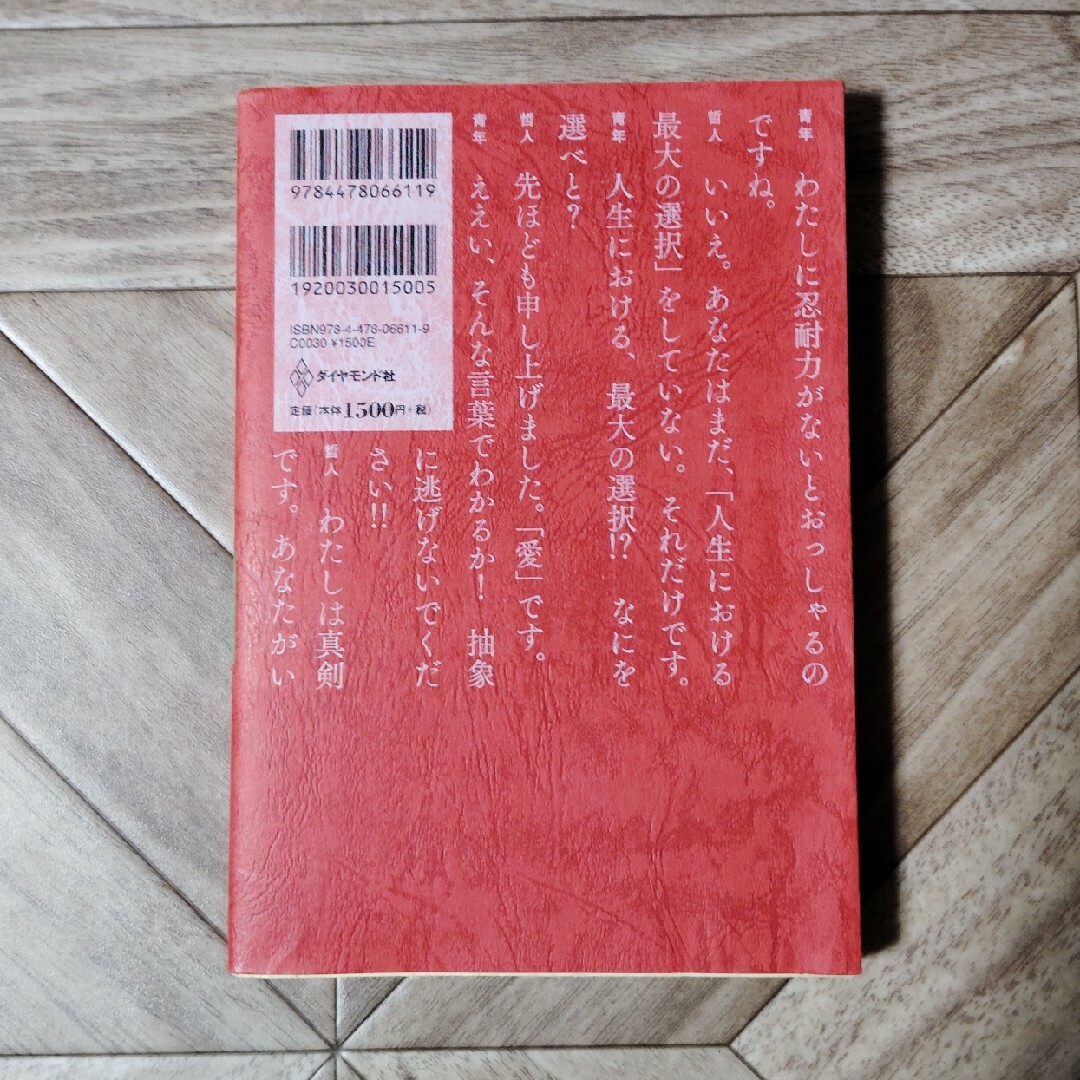 青年　わたしに忍耐力がないとおっしゃるの
ですね。
哲人　いいえ。あなたはまだ、「人生における
最大の選択」をしていない。それだけです。
青年　人生における、最大の選択!?　なにを
選べと?
哲人　先ほども申し上げました。「愛」です。
青年　ええい、そんな言葉でわかるか!　抽象
に逃げないでくだ
さい!!
哲人　わたしは真剣
です。あなたがい
9784478066119
1920030015005
ISBN978-4-478-06611-9
C0030 ¥1500E
ダイヤモンド社
定価(本体1500円+税)